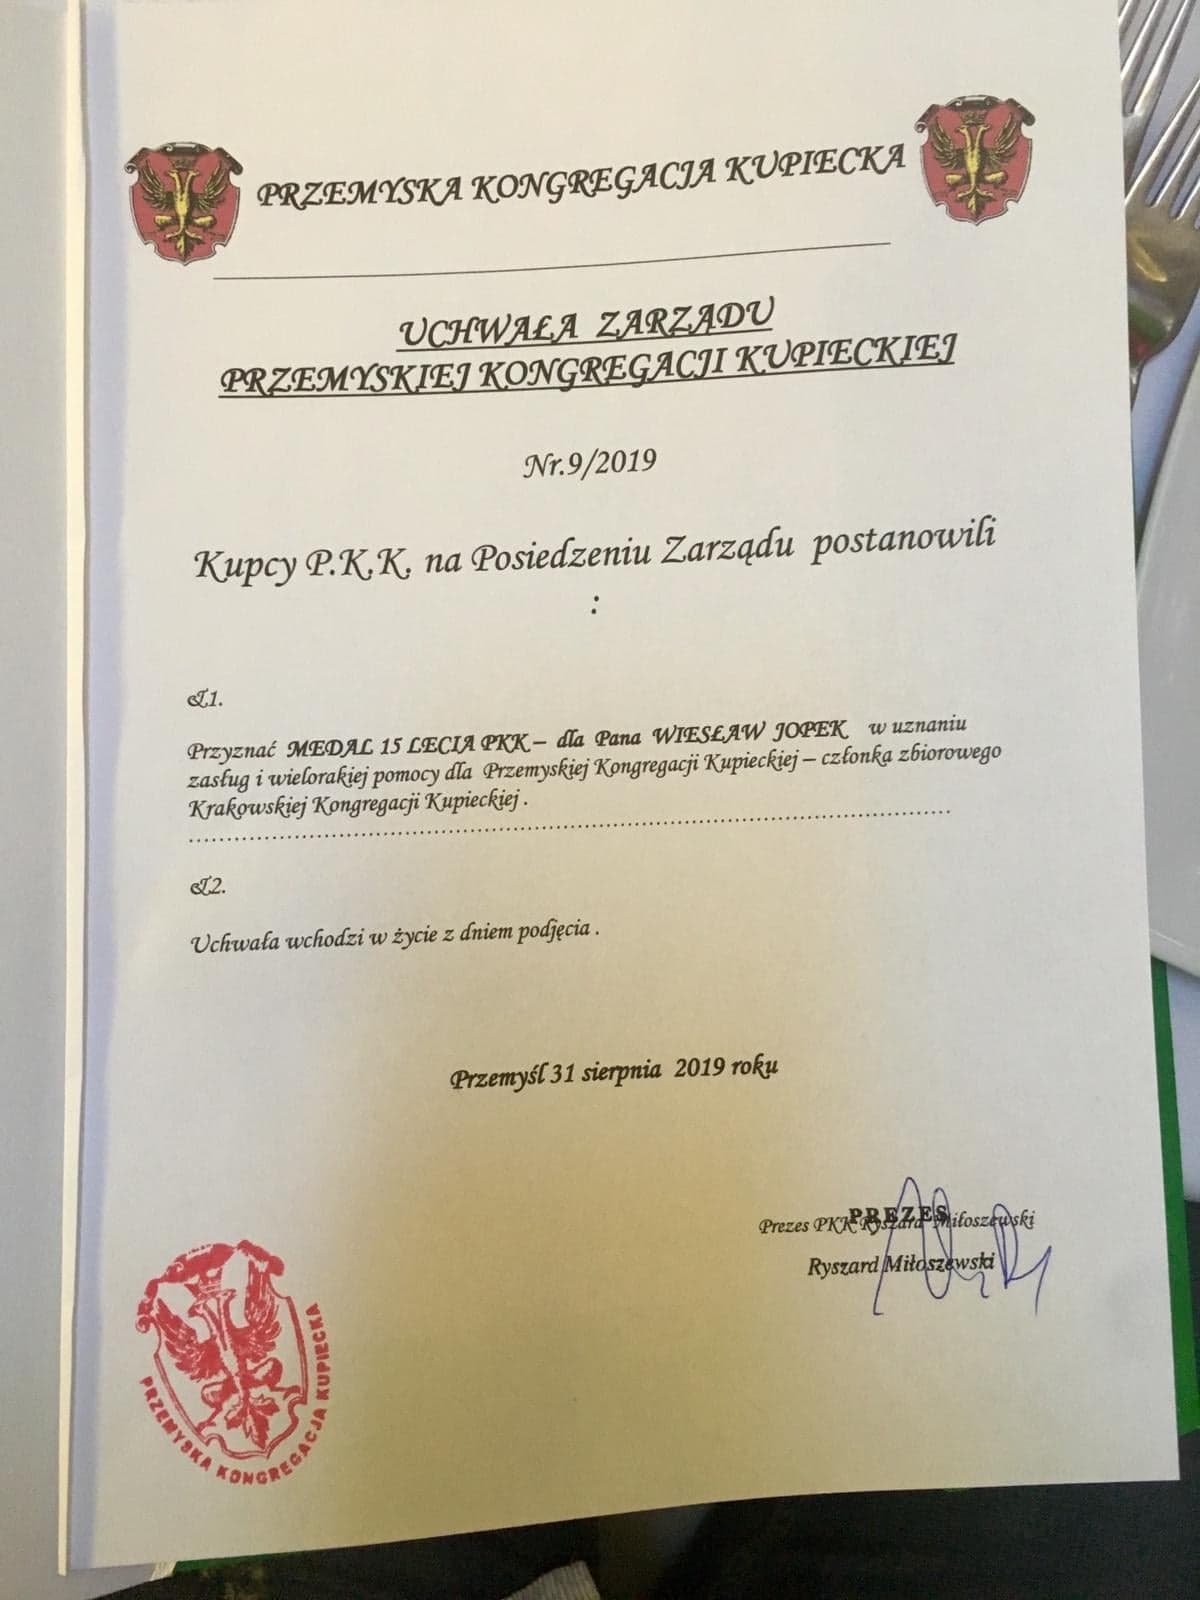 PRZEMYSKA KONGREGACJA KUPIECKA
UCHWAŁA ZARZĄDU
PRZEMYSKIEJ KONGREGACJI KUPIECKIEJ
Nr.9/2019
Kupcy P.K.K. na Posiedzeniu Zarządu postanowili
:
&1.
Przyznać MEDAL 15 LECIA PKK – dla Pana WIESŁAW JOPEK w uznaniu
zasług i wielorakiej pomocy dla Przemyskiej Kongregacji Kupieckiej – członka zbiorowego
Krakowskiej Kongregacji Kupieckiej .
&2.
Uchwała wchodzi w życie z dniem podjęcia .
Przemyśl 31 sierpnia 2019 roku
PREZES
Prezes PKK Ryszard Miłoszewski
Ryszard Miłoszewski
PRZEMYSKA KONGREGACJA KUPIECKA